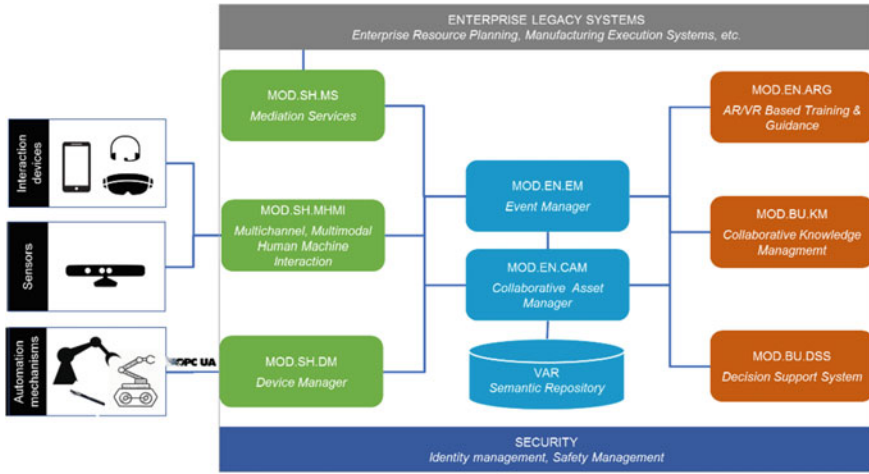 ENTERPRISE LEGACY SYSTEMS
Enterprise Resource Planning, Manufacturing Execution Systems, etc.
MOD.SH.MS
Mediation Services
MOD.EN.ARG
AR/VR Based Training &
Guidance
Interaction
devices
MOD.EN.EM
Event Manager
MOD.SH.MHMI
Multichannel, Multimodal
Human Machine
Interaction
MOD.BU.KM
Collaborative Knowledge
Managmemt
Sensors
MOD.EN.CAM
Collaborative Asset
Manager
Automation
mechanisms
OPC UA
MOD.SH.DM
Device Manager
VAR
Semantic Repository
MOD.BU.DSS
Decision Support System
SECURITY
Identity management, Safety Management